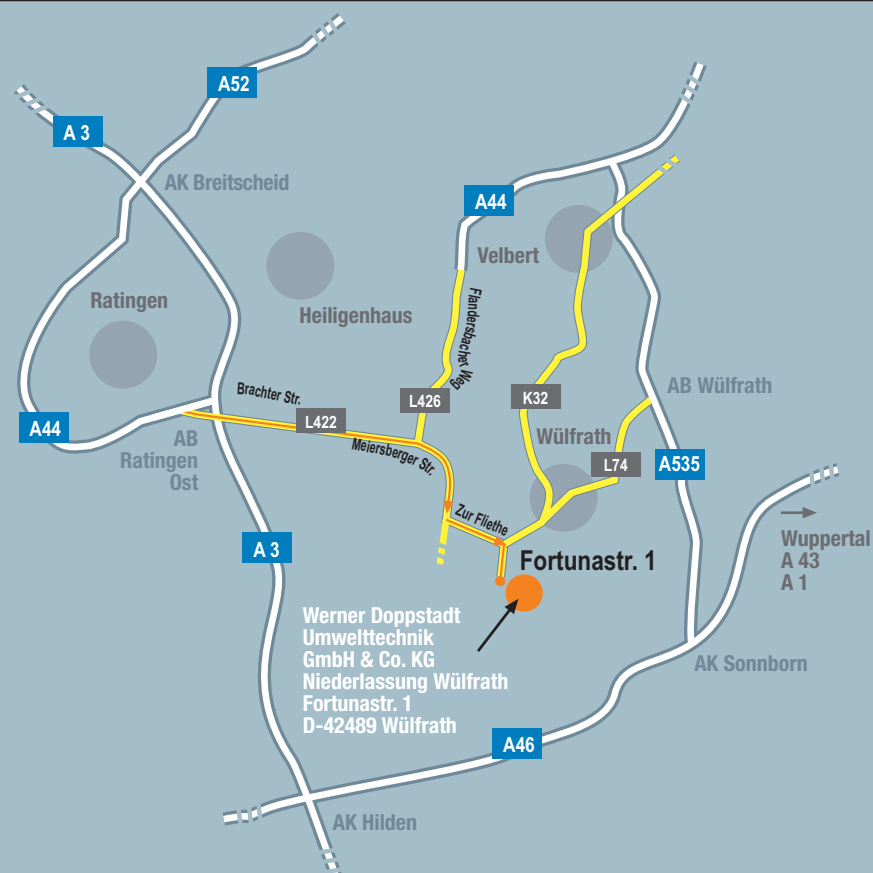 A52
A 3
AK Breitscheid
A44
Velbert
Ratingen
Heiligenhaus
Flandersbacher Weg
Brachter Str.
L426
K32
AB Wülfrath
A44
L422
AB
Ratingen
Ost
Meiersberger Str.
Wülfrath
L74
A535
Zur Fliethe
Wuppertal
A 43
A 1
A 3
Fortunastr. 1
Werner Doppstadt
Umwelttechnik
GmbH & Co. KG
Niederlassung Wülfrath
Fortunastr. 1
D-42489 Wülfrath
AK Sonnborn
A46
AK Hilden